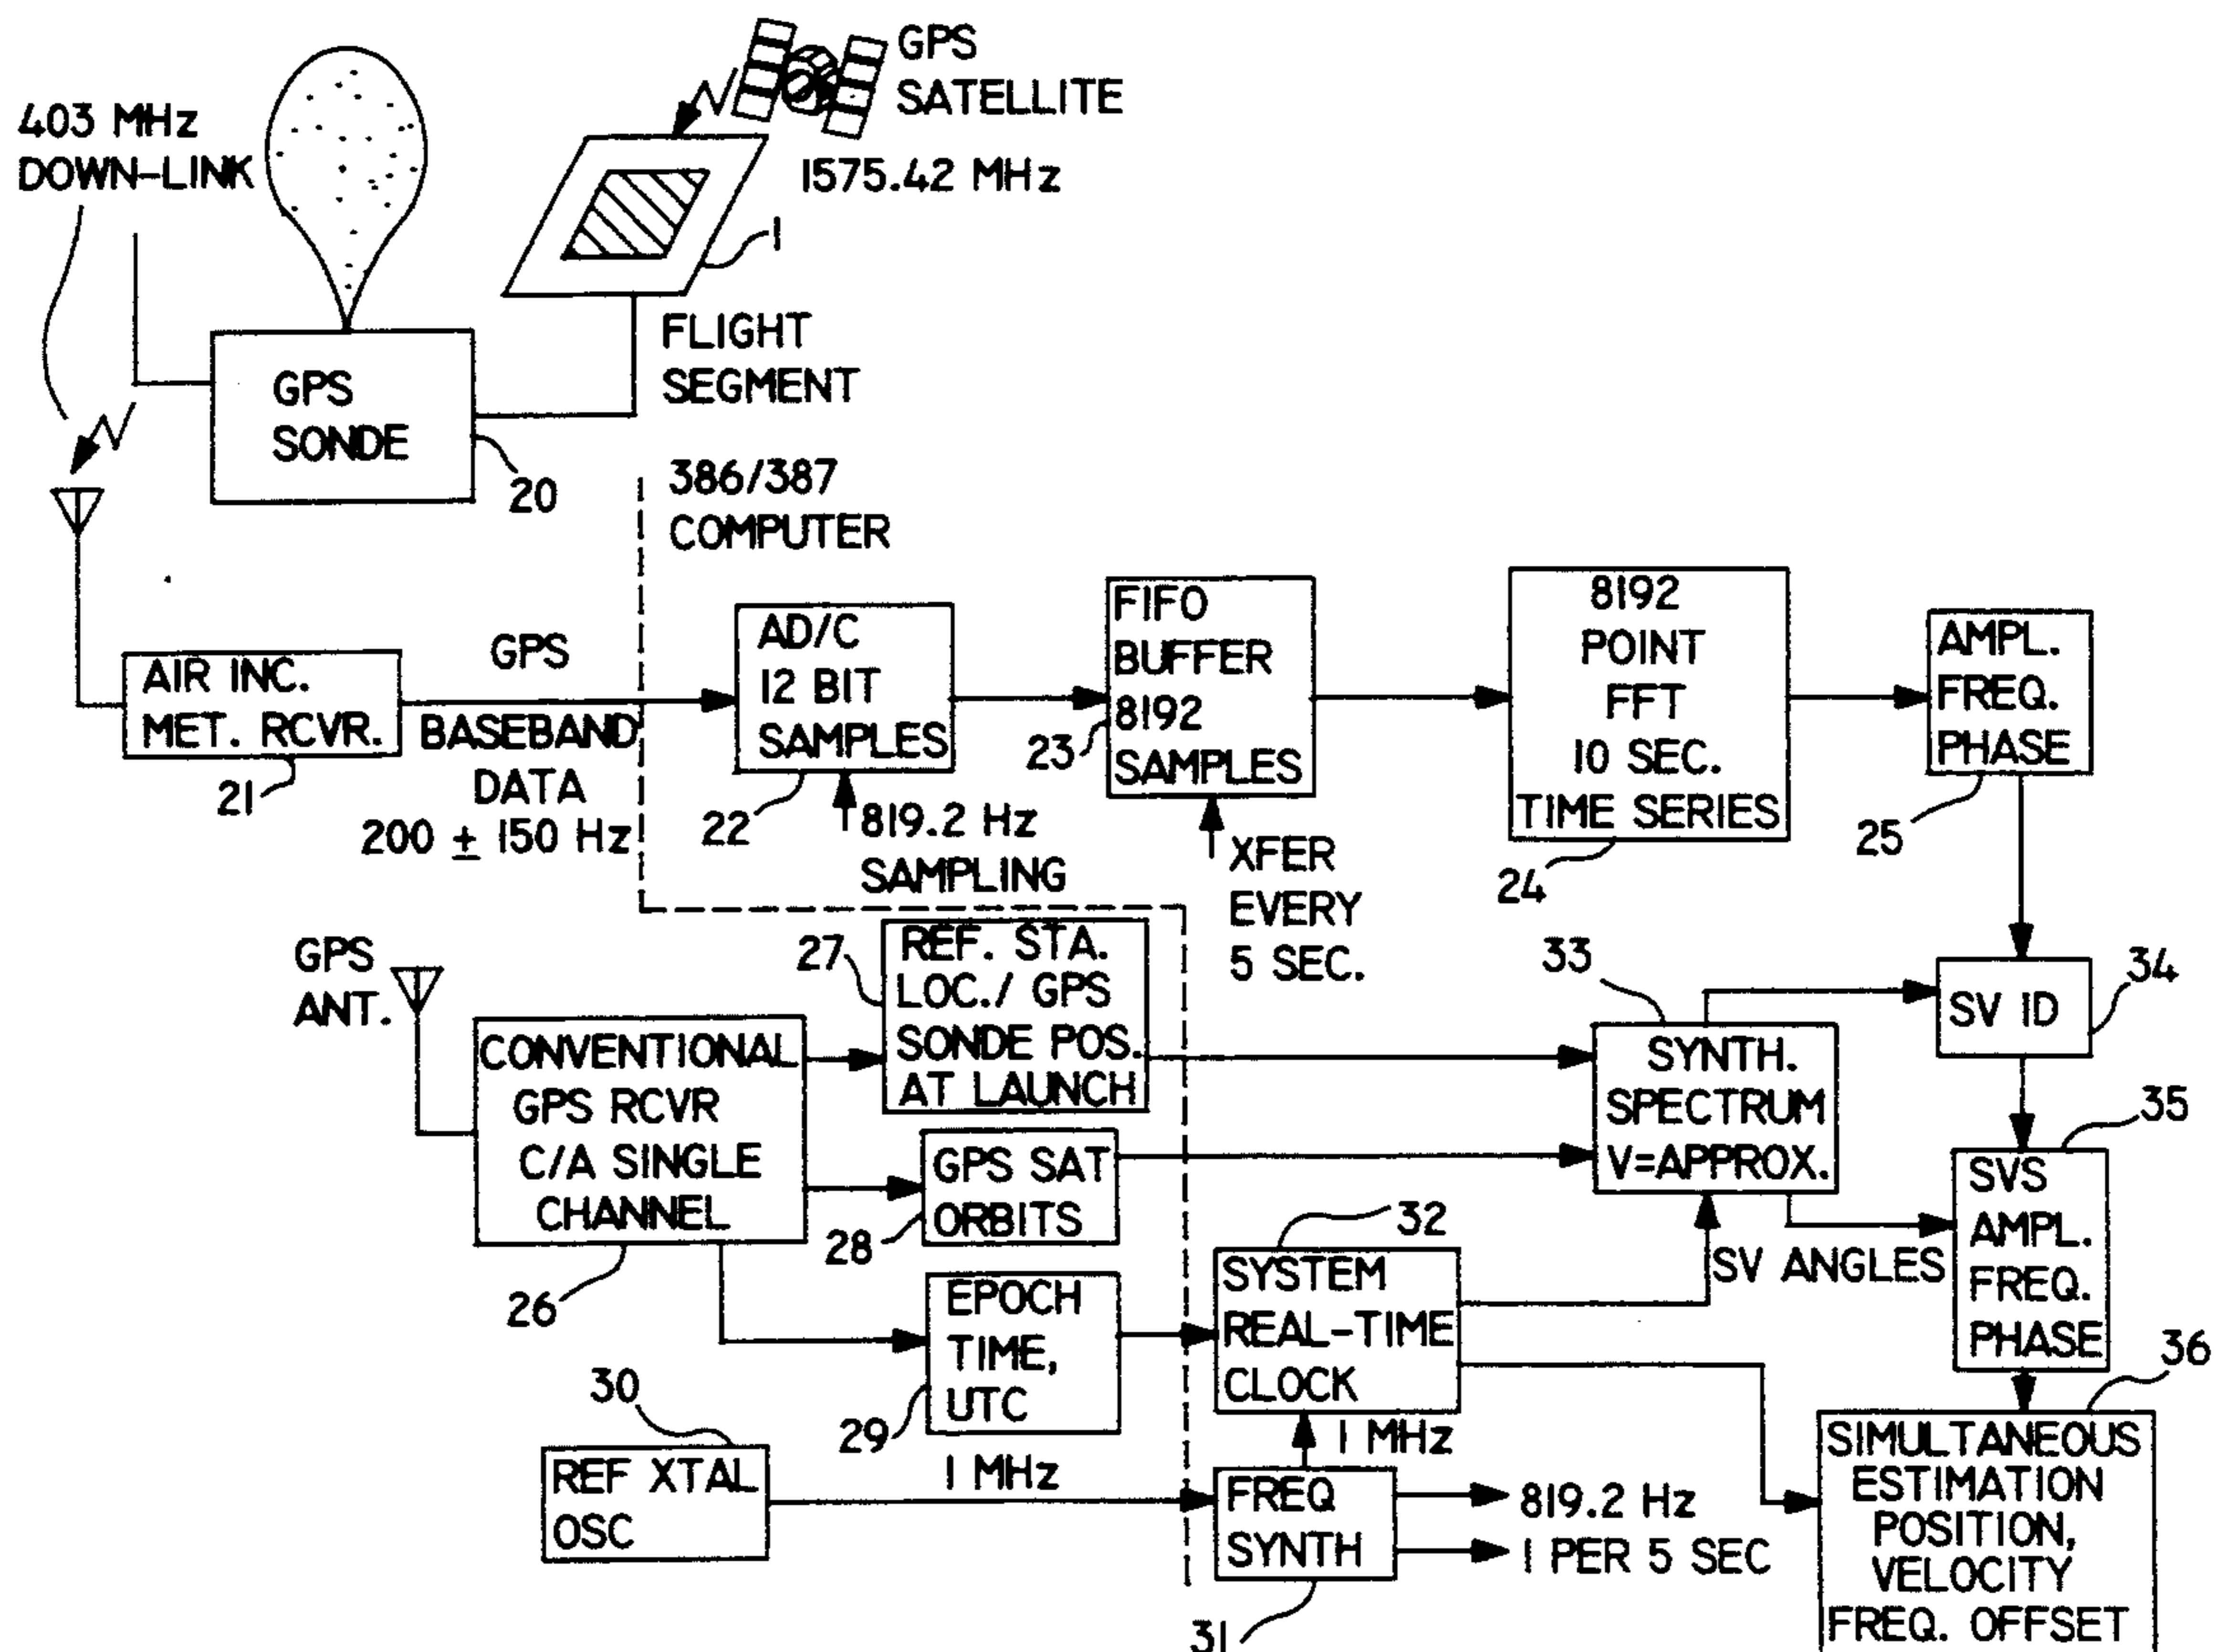 GPS
SATELLITE
403 MHz
DOWN-LINK
1575.42 MHz
1
FLIGHT
SEGMENT
GPS
SONDE
20
386/387
COMPUTER
AIR INC.
MET. RCVR.
21
GPS
BASEBAND
DATA
200 ± 150 Hz
AD/C
12 BIT
SAMPLES
22
819.2 Hz
SAMPLING
FIFO
BUFFER
8192
SAMPLES
23
XFER
EVERY
5 SEC.
8192
POINT
FFT
10 SEC.
TIME SERIES
24
AMPL.
FREQ.
PHASE
25
GPS
ANT.
CONVENTIONAL
GPS RCVR
C/A SINGLE
CHANNEL
26
27
REF. STA.
LOC./ GPS
SONDE POS.
AT LAUNCH
GPS SAT
ORBITS
28
EPOCH
TIME,
UTC
29
30
REF XTAL
OSC
1 MHz
32
SYSTEM
REAL-TIME
CLOCK
1 MHz
FREQ
SYNTH
31
819.2 Hz
1 PER 5 SEC
33
SYNTH.
SPECTRUM
V=APPROX.
SV ANGLES
SV ID
34
35
SVS
AMPL.
FREQ.
PHASE
36
SIMULTANEOUS
ESTIMATION
POSITION,
VELOCITY
FREQ. OFFSET